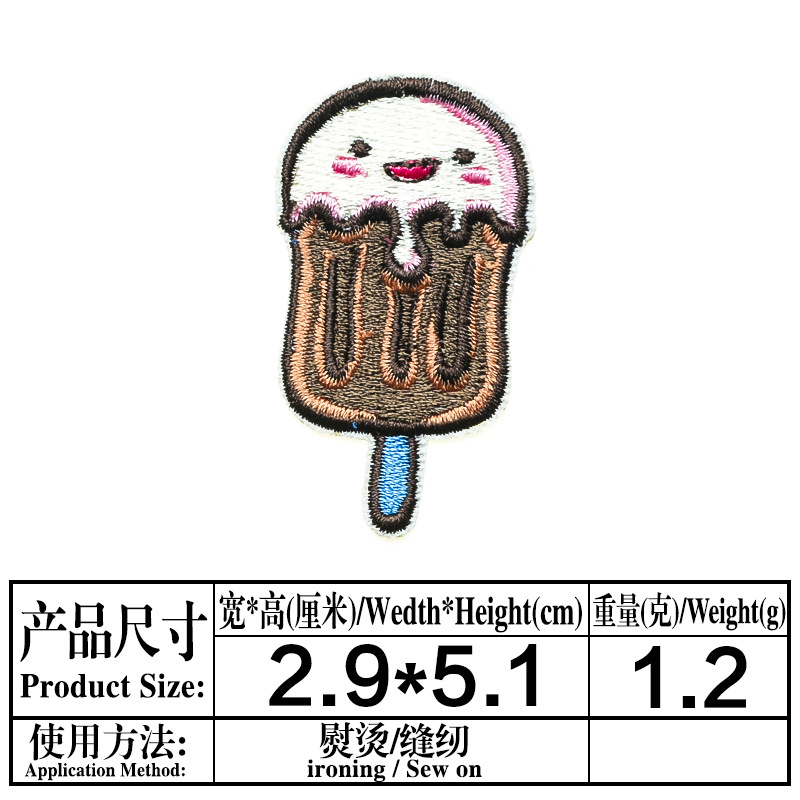 产品尺寸
Product Size:
宽*高(厘米)/Wedth*Height(cm)
重量(克)/Weight(g)
2.9*5.1
1.2
使用方法:
Application Method:
熨烫/缝纫
ironing / Sew on